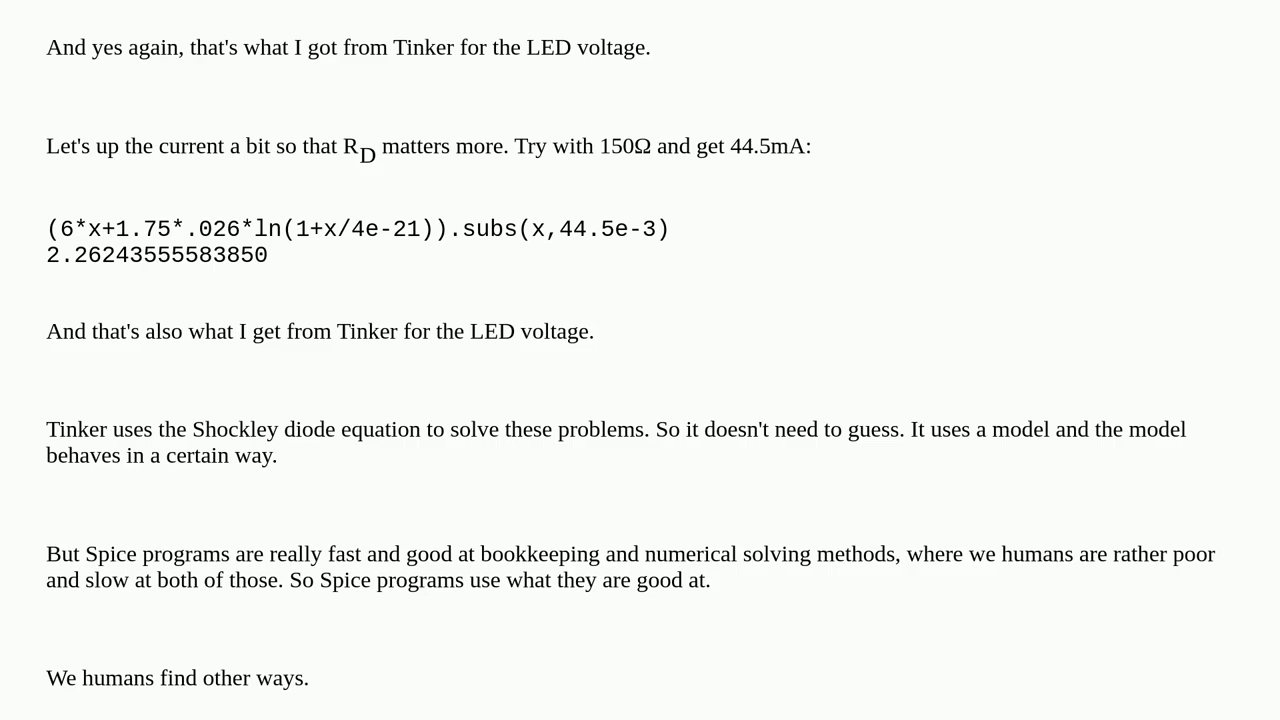 And yes again, that's what I got from Tinker for the LED voltage.
Let's up the current a bit so that RD matters more. Try with 150Ω and get 44.5mA:
(6*x+1.75*.026*ln(1+x/4e-21)).subs(x,44.5e-3)
2.26243555583850
And that's also what I get from Tinker for the LED voltage.
Tinker uses the Shockley diode equation to solve these problems. So it doesn't need to guess. It uses a model and the model
behaves in a certain way.
But Spice programs are really fast and good at bookkeeping and numerical solving methods, where we humans are rather poor
and slow at both of those. So Spice programs use what they are good at.
We humans find other ways.